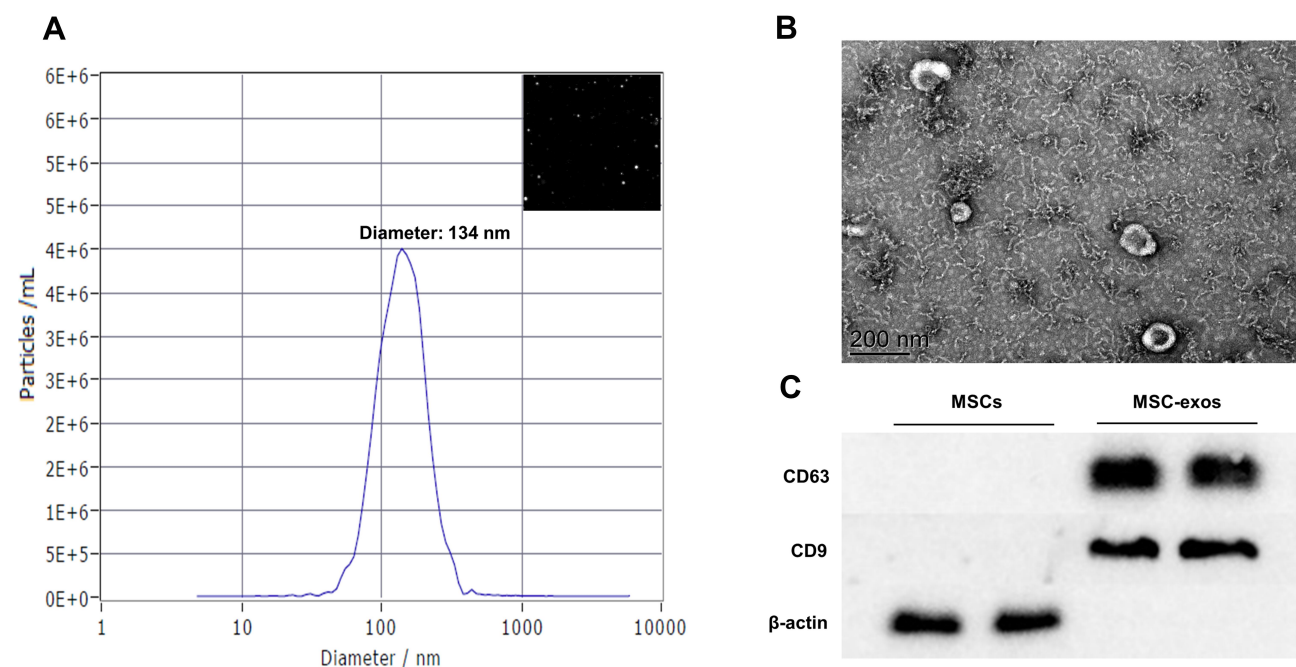 A
6E+6
6E+6
5E+6
5E+6
4E+6
4E+6
3E+6
3E+6
2E+6
2E+6
1E+6
5E+5
0E+0
Particles /mL
Diameter: 134 nm
1 10 100 1000 10000
Diameter / nm
B
200 nm
C
MSCs MSC-exos
CD63
CD9
β-actin